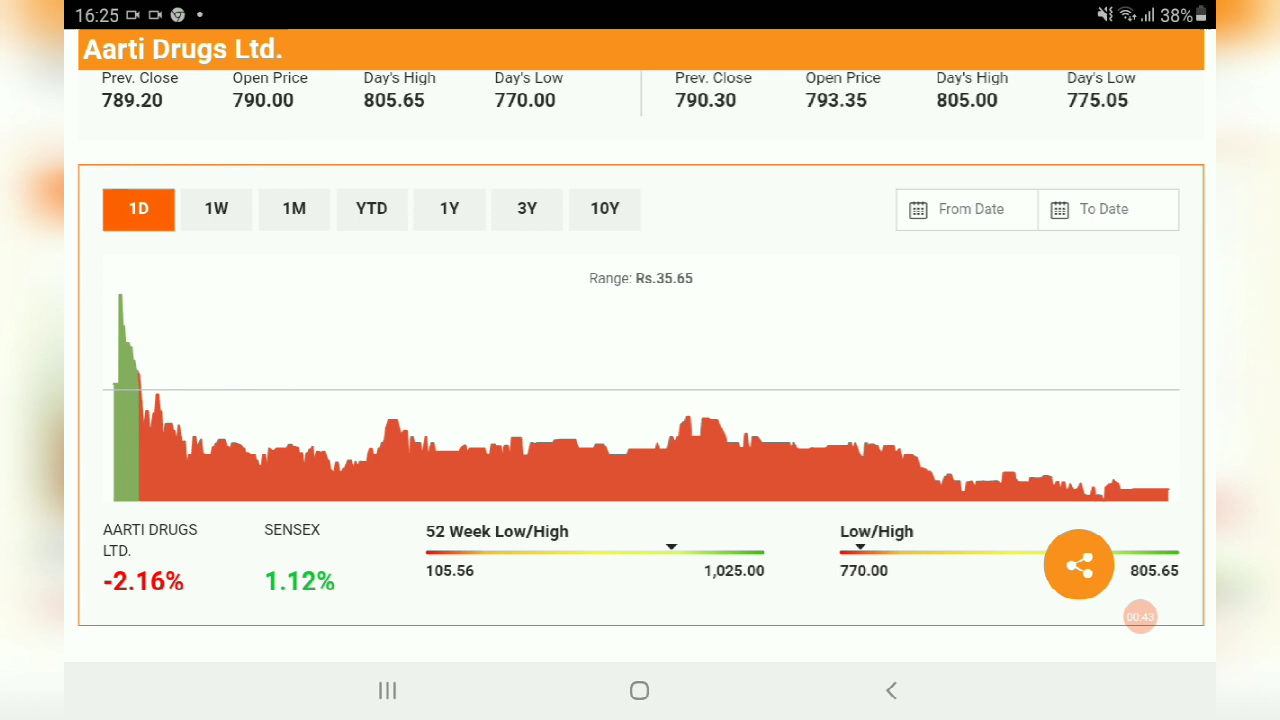 16:25
38%
Aarti Drugs Ltd.
Prev. Close Open Price Day's High Day's Low Prev. Close Open Price Day's High Day's Low
789.20 790.00 805.65 770.00 790.30 793.35 805.00 775.05
1D 1W 1M YTD 1Y 3Y 10Y From Date To Date
Range: Rs.35.65
AARTI DRUGS LTD.
-2.16%
SENSEX
1.12%
52 Week Low/High
105.56 1,025.00
Low/High
770.00 805.65
00:43